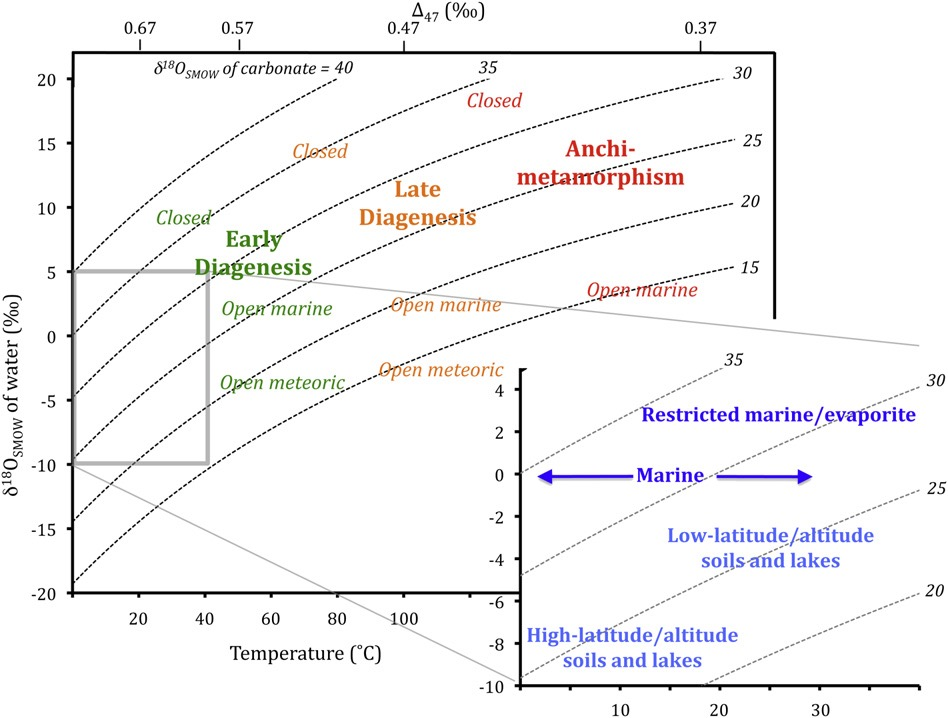 Δ47 (‰)
0.67 0.57 0.47 0.37
δ18OSMOW of carbonate = 40 35 30
20
15
10
5
0
-5
-10
-15
-20
δ18OSMOW of water (‰)
Closed
Closed
Closed
Anchi-
metamorphism
25
Late
Diagenesis
20
Early
Diagenesis
15
Open marine
Open marine
Open marine
Open meteoric
Open meteoric
20 40 60 80 100
Temperature (˚C)
35
30
25
20
4
2
0
-2
-4
-6
-8
-10
Restricted marine/evaporite
Marine
Low-latitude/altitude
soils and lakes
High-latitude/altitude
soils and lakes
10 20 30